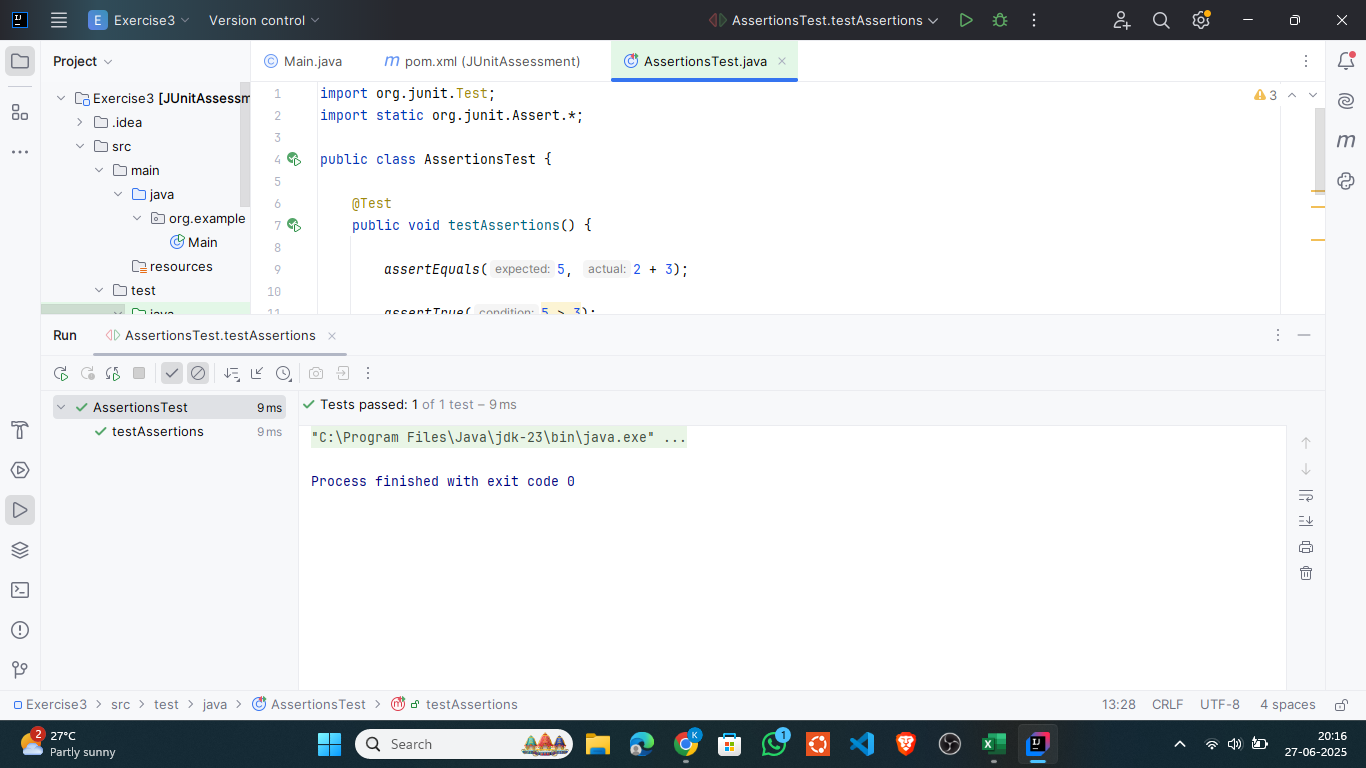 E Exercise3 Version control AssertionsTest.testAssertions
Project
Main.java m pom.xml (JUnitAssessment) AssertionsTest.java
Exercise3 [JUnitAssessm
.idea
src
main
java
org.example
Main
resources
test
java
1 import org.junit.Test;
2 import static org.junit.Assert.*;
3
4 public class AssertionsTest {
5
6 @Test
7 public void testAssertions() {
8
9 assertEquals( expected: 5, actual: 2 + 3);
10
11 assertTrue( condition: 5 > 3);
3
m
Run AssertionsTest.testAssertions
AssertionsTest 9 ms
testAssertions 9 ms
Tests passed: 1 of 1 test – 9 ms
"C:\Program Files\Java\jdk-23\bin\java.exe" ...
Process finished with exit code 0
Exercise3 > src > test > java > AssertionsTest > testAssertions 13:28 CRLF UTF-8 4 spaces
2
27°C
Partly sunny
Search
K
1
20:16
27-06-2025